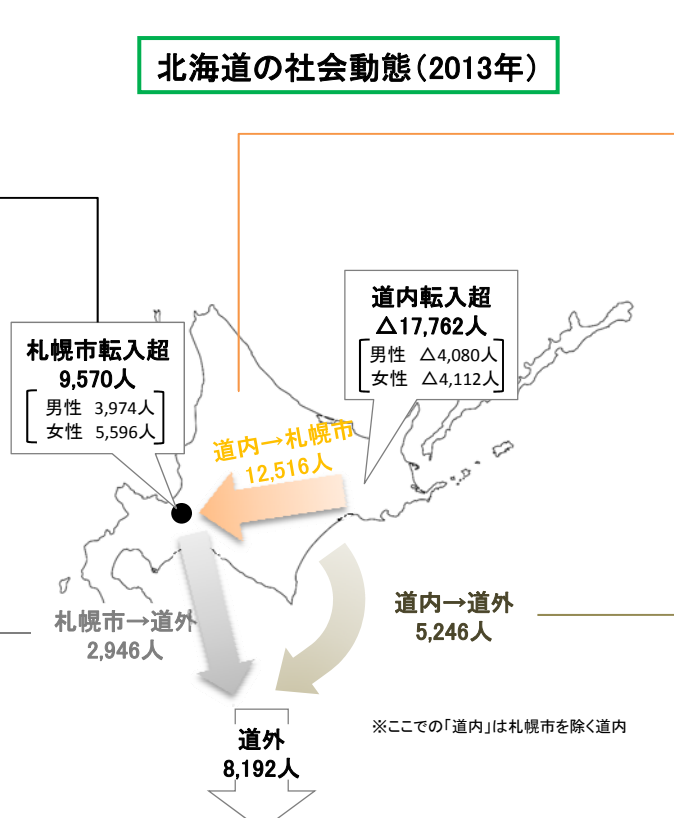 北海道の社会動態（2013年）
道内転入超
△17,762人
男性　△4,080人
女性　△4,112人
札幌市転入超
9,570人
男性　3,974人
女性　5,596人
道内→札幌市
12,516人
札幌市→道外
2,946人
道内→道外
5,246人
※ここでの「道内」は札幌市を除く道内
道外
8,192人